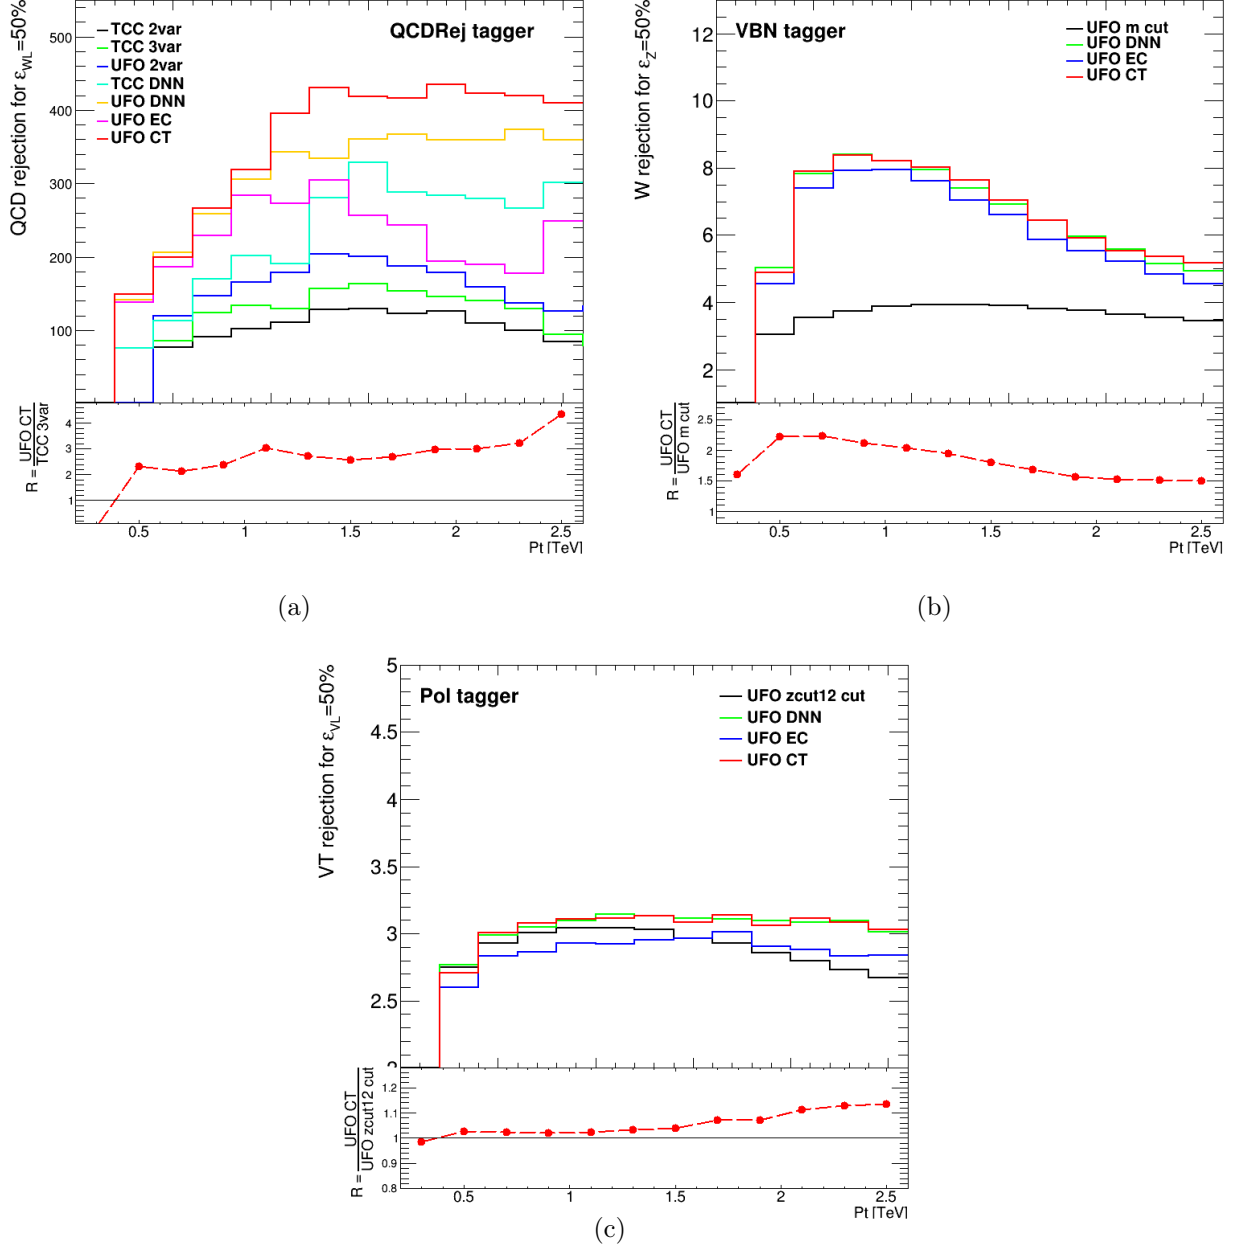 QCDRej tagger
TCC 2var
TCC 3var
UFO 2var
TCC DNN
UFO DNN
UFO EC
UFO CT
QCD rejection for ε_WL=50%
500
400
300
200
100
R = UFO CT / TCC 3var
4
3
2
1
0.5 1 1.5 2 2.5
Pt [TeV]
(a)
VBN tagger
UFO m cut
UFO DNN
UFO EC
UFO CT
W rejection for ε_Z=50%
12
10
8
6
4
2
R = UFO CT / UFO m cut
2.5
2
1.5
1
0.5 1 1.5 2 2.5
Pt [TeV]
(b)
Pol tagger
UFO zcut12 cut
UFO DNN
UFO EC
UFO CT
VT rejection for ε_VL=50%
5
4.5
4
3.5
3
2.5
2
R = UFO CT / UFO zcut12 cut
1.2
1.1
1
0.9
0.8
0.5 1 1.5 2 2.5
Pt [TeV]
(c)